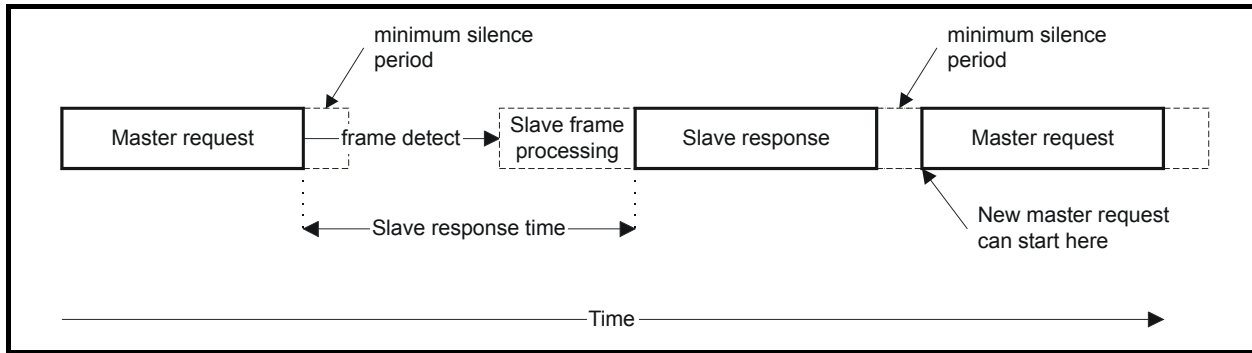 minimum silence
period
minimum silence
period
Master request
frame detect
Slave frame
processing
Slave response
Master request
Slave response time
New master request
can start here
Time